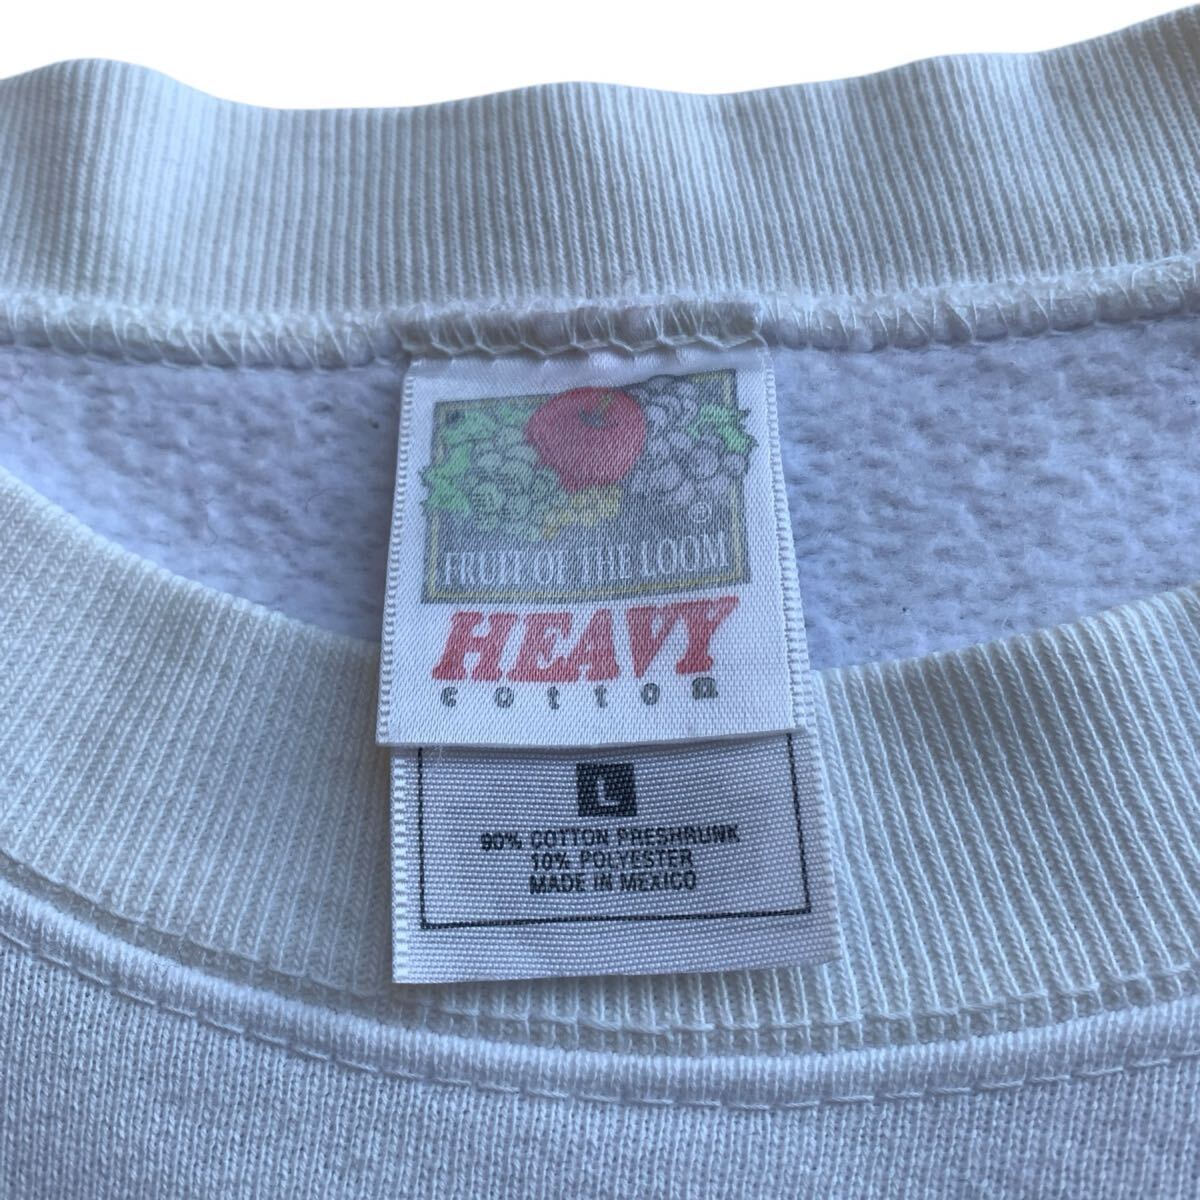 FRUIT OF THE LOOM
HEAVY
cotton
L
90% COTTON PRESHRUNK
10% POLYESTER
MADE IN MEXICO